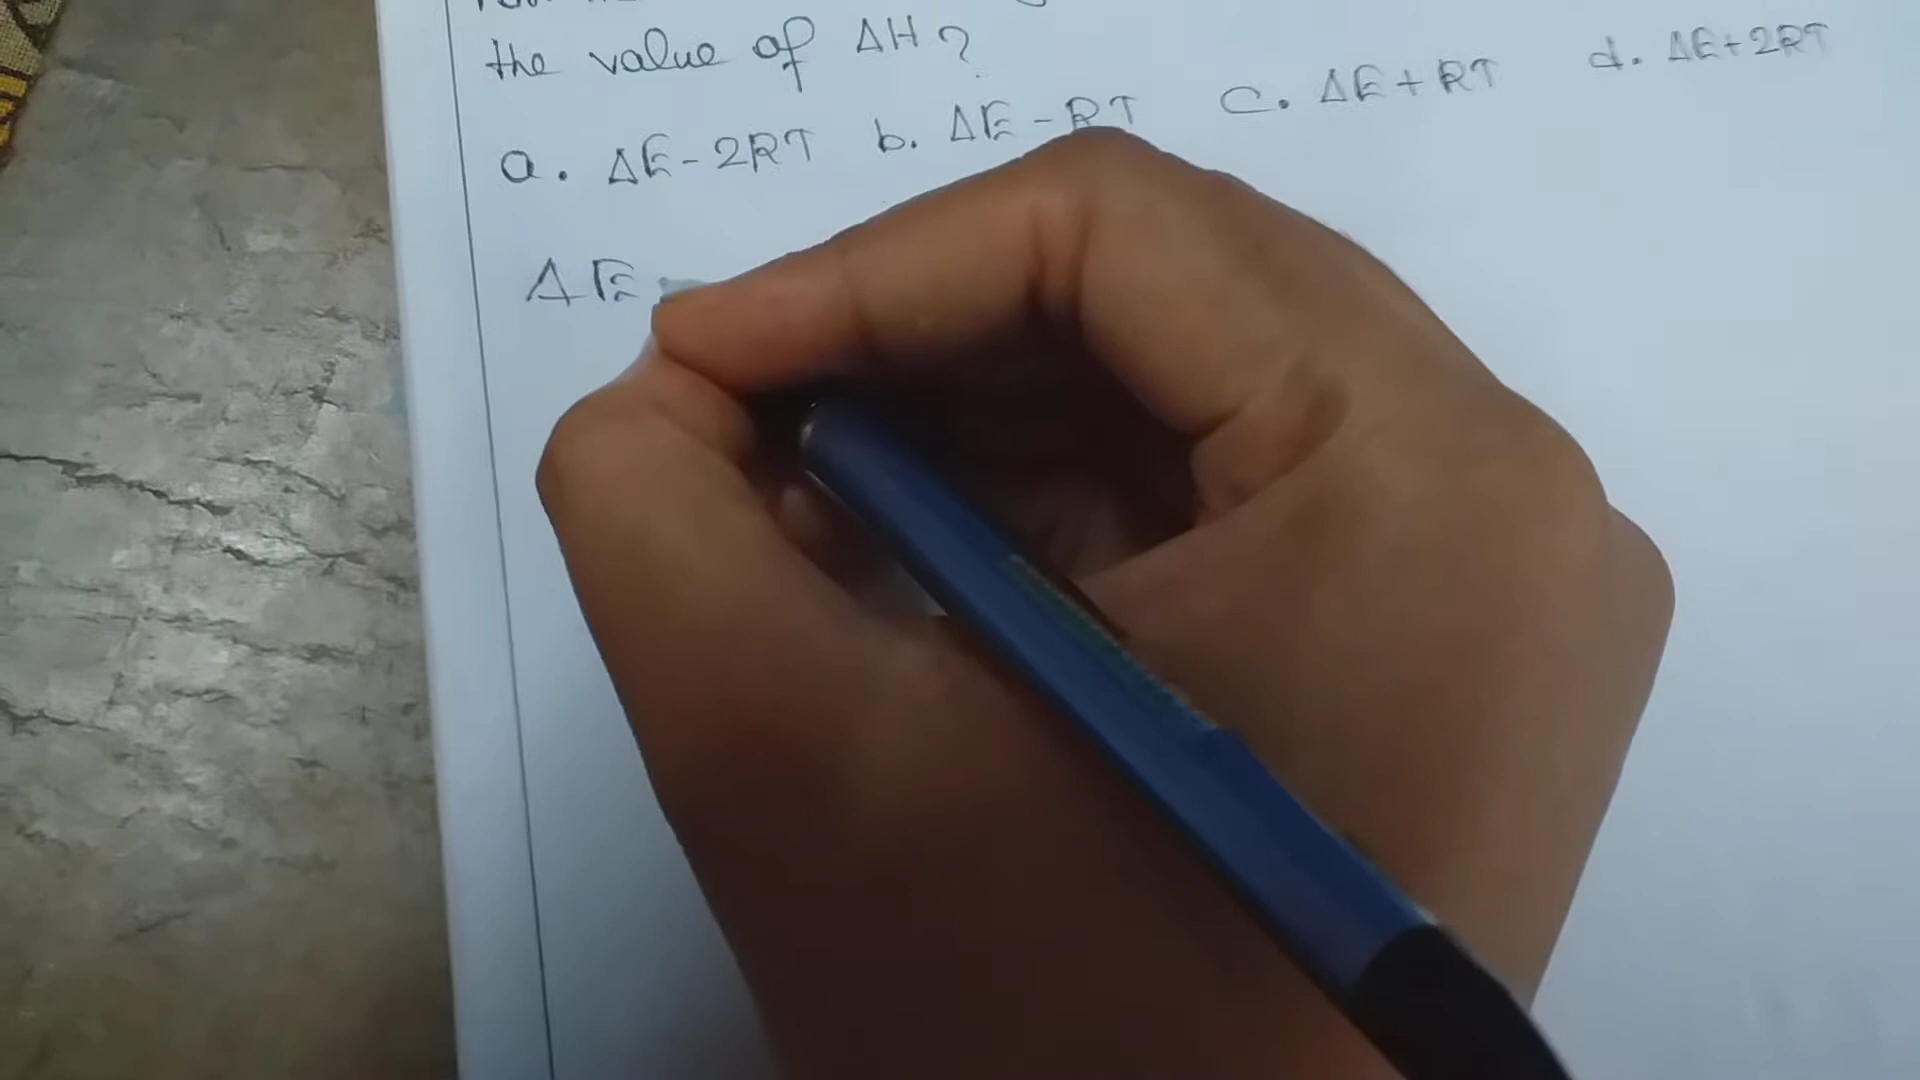 the value of ΔH?
a. ΔE - 2RT b. ΔE - RT c. ΔE + RT d. ΔE + 2RT
ΔE